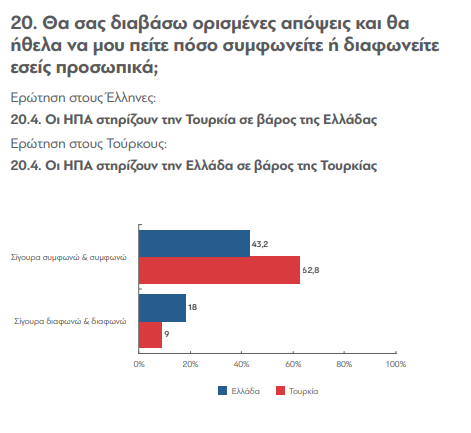 20. Θα σας διαβάσω ορισμένες απόψεις και θα
ήθελα να μου πείτε πόσο συμφωνείτε ή διαφωνείτε
εσείς προσωπικά;
Ερώτηση στους Έλληνες:
20.4. Οι ΗΠΑ στηρίζουν την Τουρκία σε βάρος της Ελλάδας
Ερώτηση στους Τούρκους:
20.4. Οι ΗΠΑ στηρίζουν την Ελλάδα σε βάρος της Τουρκίας
Σίγουρα συμφωνώ & συμφωνώ
43,2
62,8
Σίγουρα διαφωνώ & διαφωνώ
18
9
0% 20% 40% 60% 80% 100%
Ελλάδα Τουρκία